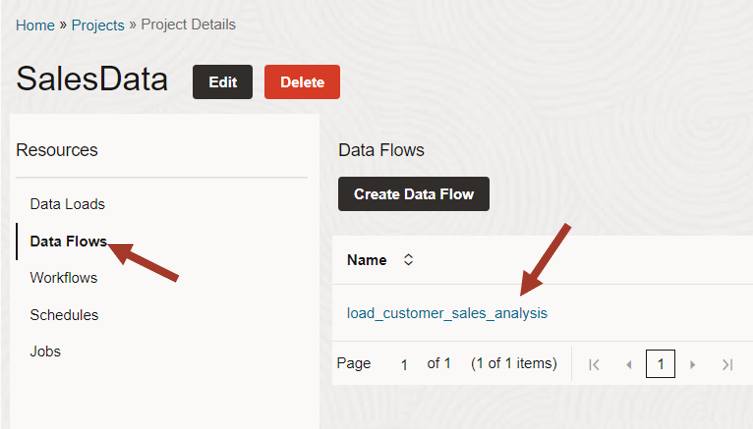 Home » Projects » Project Details
SalesData
Edit
Delete
Resources
Data Loads
Data Flows
Workflows
Schedules
Jobs
Data Flows
Create Data Flow
Name
load_customer_sales_analysis
Page 1 of 1 (1 of 1 items) 1